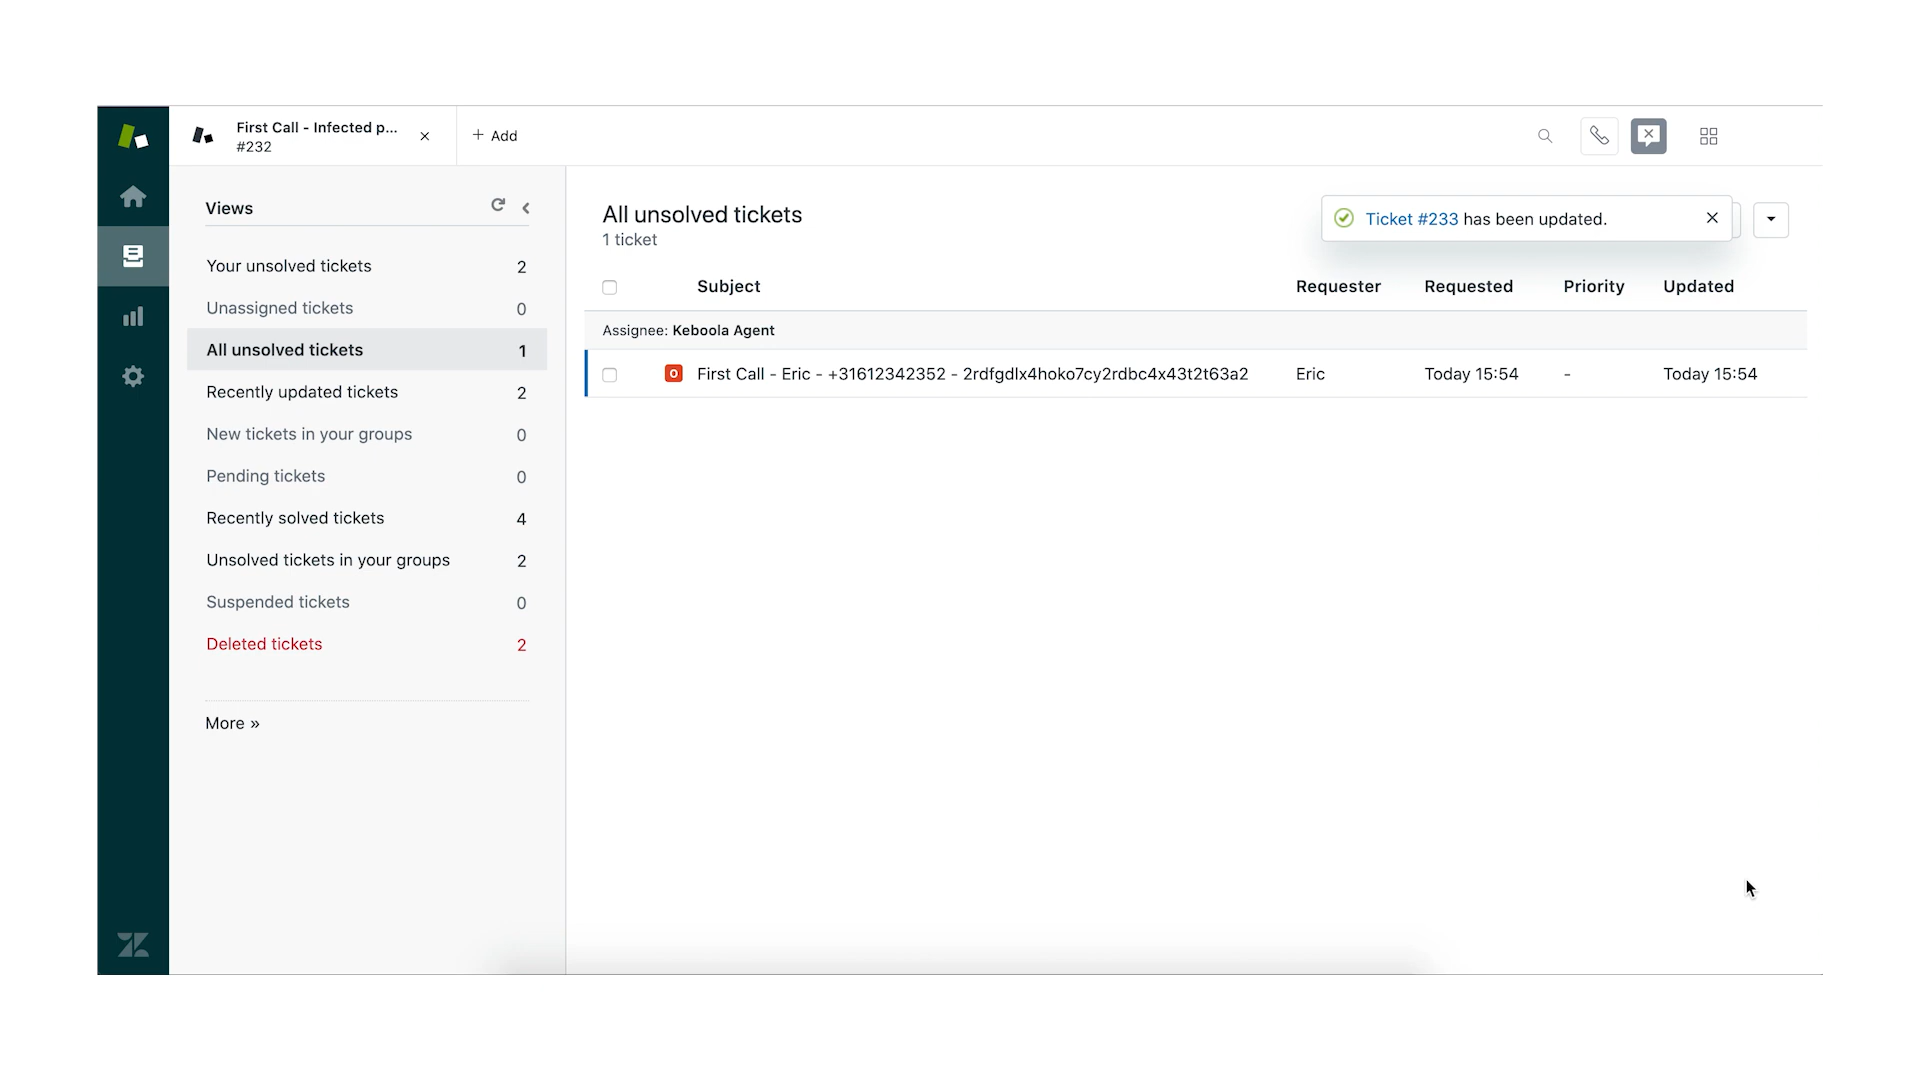 First Call - Infected p...
#232
+ Add
Views
Your unsolved tickets 2
Unassigned tickets 0
All unsolved tickets 1
Recently updated tickets 2
New tickets in your groups 0
Pending tickets 0
Recently solved tickets 4
Unsolved tickets in your groups 2
Suspended tickets 0
Deleted tickets 2
More »
All unsolved tickets
1 ticket
Ticket #233 has been updated.
Subject Requester Requested Priority Updated
Assignee: Keboola Agent
O First Call - Eric - +31612342352 - 2rdfgdlx4hoko7cy2rdbc4x43t2t63a2 Eric Today 15:54 - Today 15:54